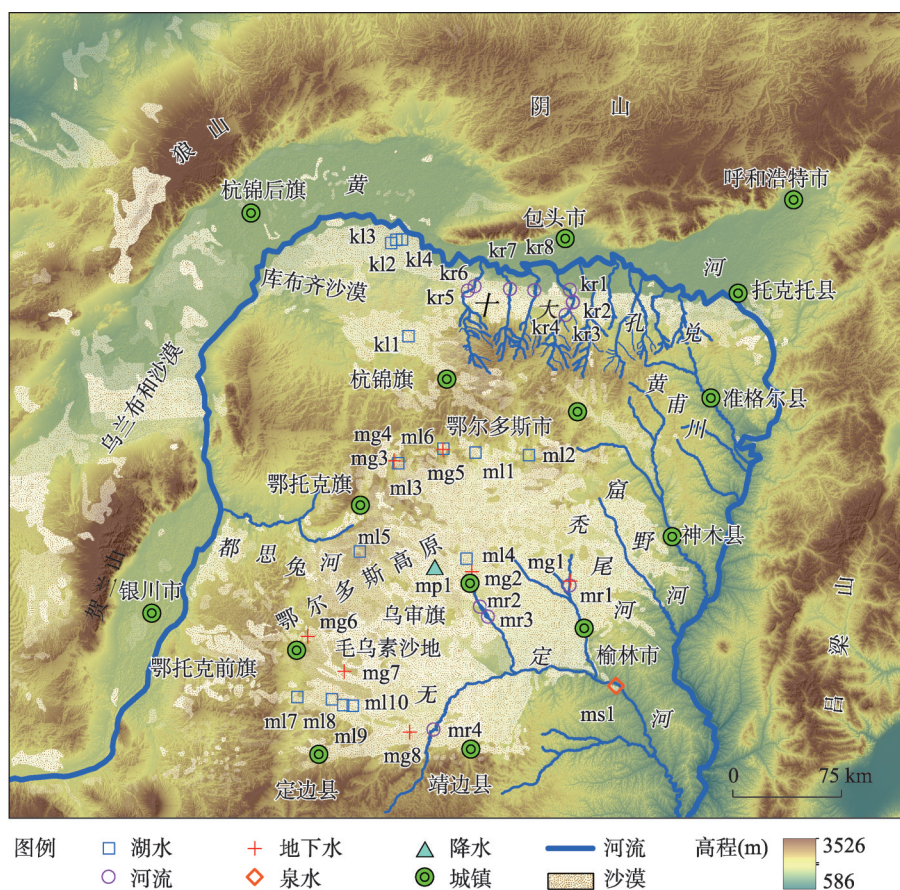 阴山
狼山
呼和浩特市
杭锦后旗
黄
包头市
kl3
kr7 kr8
kl2 kl4
河
kr6
库布齐沙漠
托克托县
kr5
kr1
十大孔兑
kr2
kr4
kr3
kl1
乌兰布和沙漠
杭锦旗
黄甫川
准格尔县
mg4 ml6 鄂尔多斯市
mg3
mg5 ml1 ml2
ml3
鄂托克旗
窟野河
秃尾河
神木县
都思兔河
ml5
鄂尔多斯高原
ml4
mg1
mp1 mg2
贺兰山
银川市
mr2
mr1
mg6
乌审旗
mr3
吕梁山
毛乌素沙地
鄂托克前旗
榆林市
无定河
mg7
ml10
ml7 ml8
ms1
ml9
mr4
mg8
定边县
靖边县
0 75 km
图例 湖水 地下水 降水 河流 高程(m) 3526
河流 泉水 城镇 沙漠 586